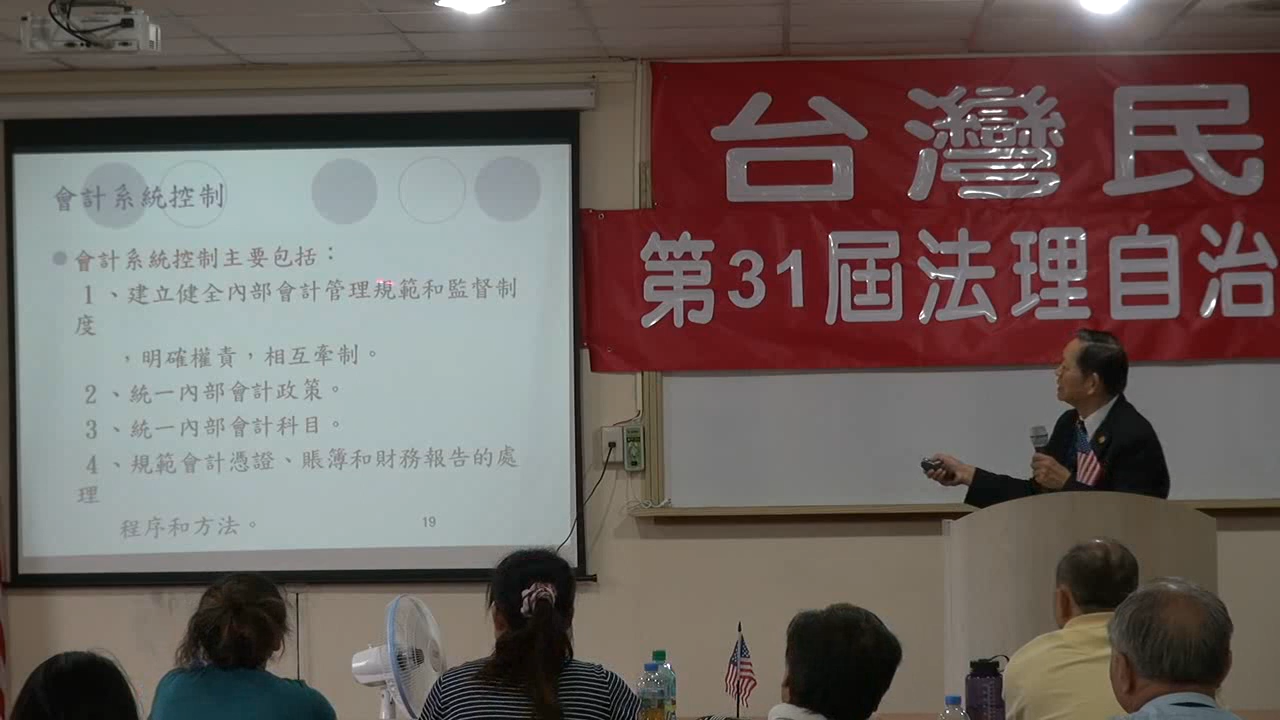 會計系統控制
會計系統控制主要包括：
1、建立健全內部會計管理規範和監督制
度
，明確權責，相互牽制。
2、統一內部會計政策。
3、統一內部會計科目。
4、規範會計憑證、賬簿和財務報告的處
理
程序和方法。
19
台灣民
第31屆法理自治